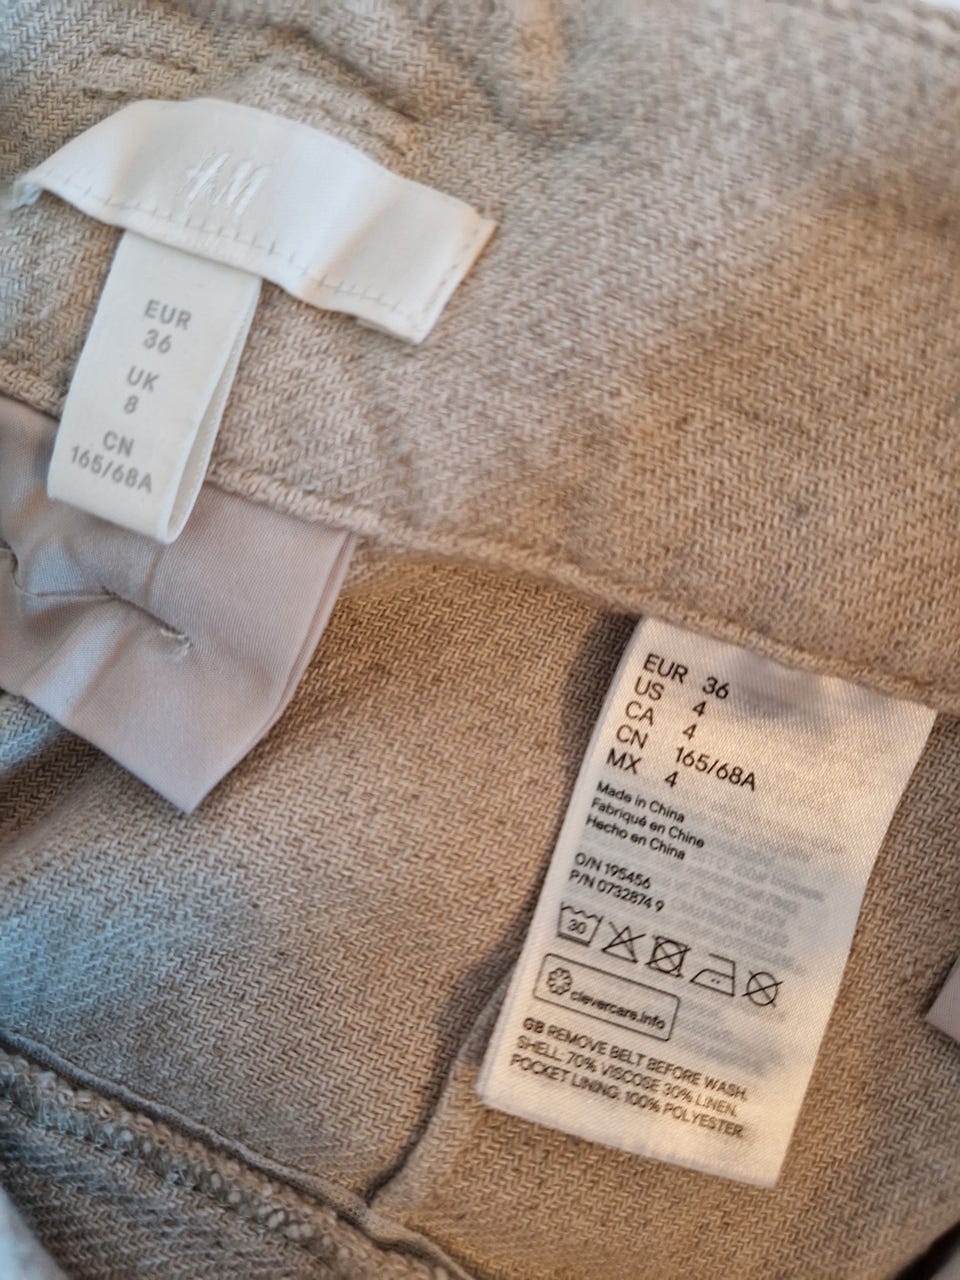 H&M
EUR
36
UK
8
CN
165/68A
EUR 36
US 4
CA 4
CN 165/68A
MX 4
Made in China
Fabriqué en Chine
Hecho en China
O/N 195456
P/N 0732874 9
30
clevercare.info
GB REMOVE BELT BEFORE WASH.
SHELL: 70% VISCOSE 30% LINEN.
POCKET LINING: 100% POLYESTER.